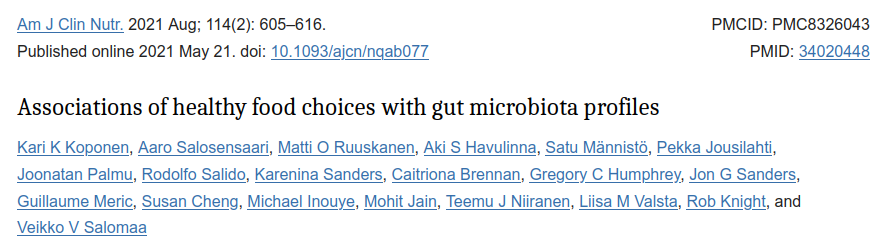 Am J Clin Nutr. 2021 Aug; 114(2): 605–616. PMCID: PMC8326043
Published online 2021 May 21. doi: 10.1093/ajcn/nqab077 PMID: 34020448
Associations of healthy food choices with gut microbiota profiles
Kari K Koponen, Aaro Salosensaari, Matti O Ruuskanen, Aki S Havulinna, Satu Männistö, Pekka Jousilahti,
Joonatan Palmu, Rodolfo Salido, Karenina Sanders, Caitriona Brennan, Gregory C Humphrey, Jon G Sanders,
Guillaume Meric, Susan Cheng, Michael Inouye, Mohit Jain, Teemu J Niiranen, Liisa M Valsta, Rob Knight, and
Veikko V Salomaa